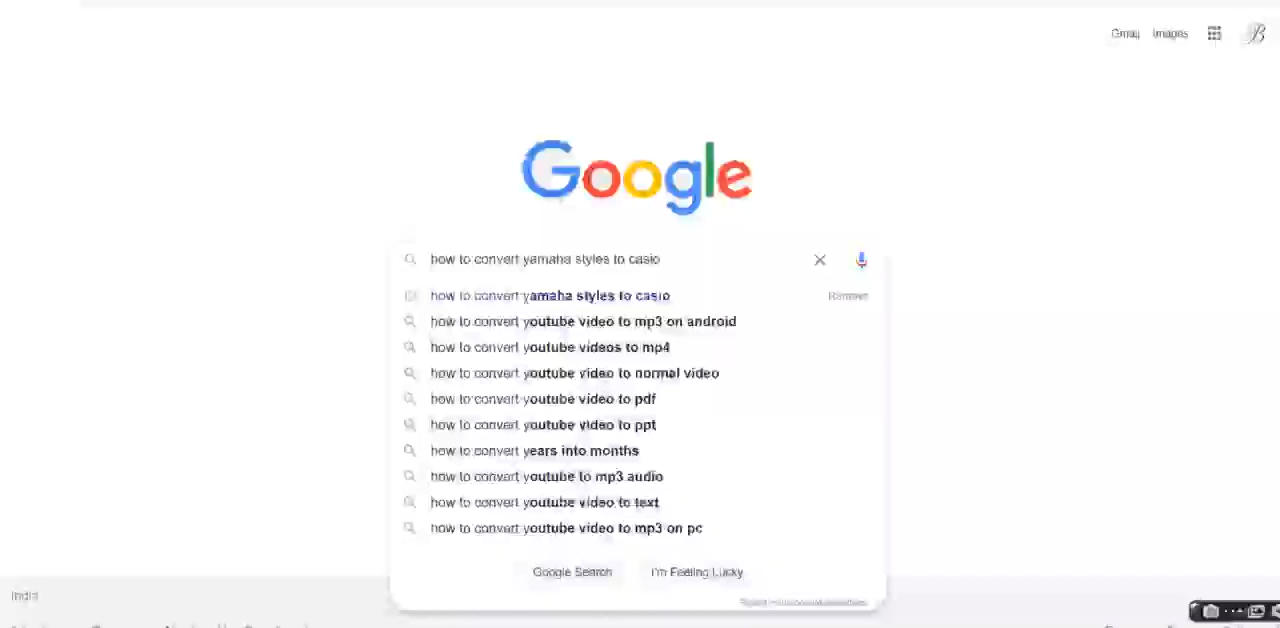 Gmail Images
Google
how to convert yamaha styles to casio
how to convert yamaha styles to casio Remove
how to convert youtube video to mp3 on android
how to convert youtube videos to mp4
how to convert youtube video to normal video
how to convert youtube video to pdf
how to convert youtube video to ppt
how to convert years into months
how to convert youtube to mp3 audio
how to convert youtube video to text
how to convert youtube video to mp3 on pc
Google Search I'm Feeling Lucky
India